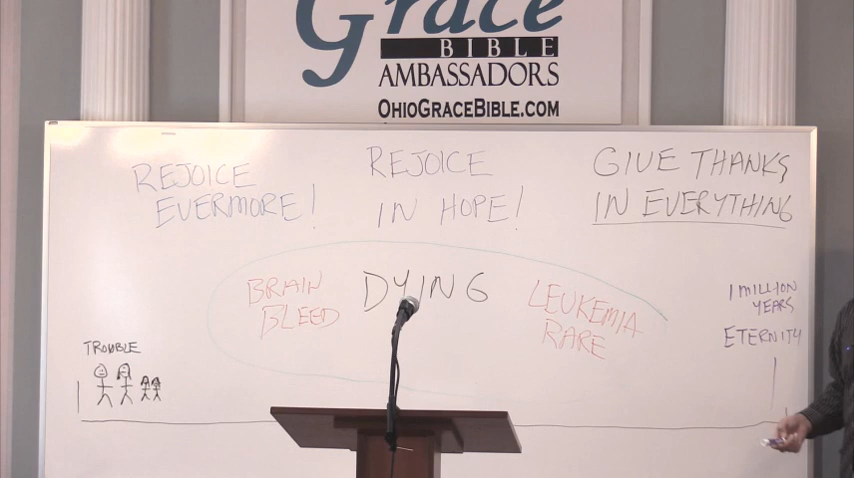 Grace
BIBLE
AMBASSADORS
OHIOGRACEBIBLE.COM
REJOICE
EVERMORE!
REJOICE
IN HOPE!
GIVE THANKS
IN EVERYTHING
BRAIN
BLEED
DYING
LEUKEMIA
RARE
1 MILLION
YEARS
ETERNITY
TROUBLE